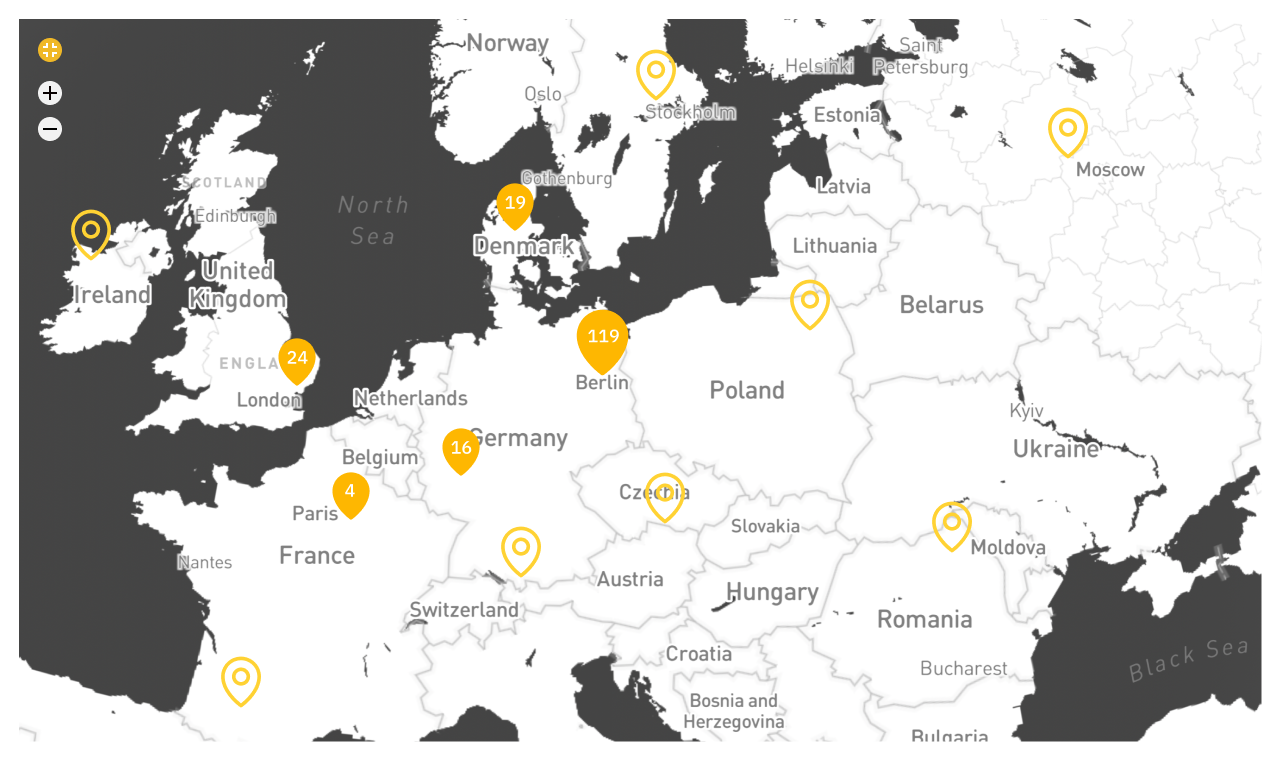 Norway
Saint
Petersburg
Helsinki
Oslo
Stockholm
Estonia
Moscow
Gothenburg
Latvia
SCOTLAND
Edinburgh
North
Sea
19
Denmark
Lithuania
United
Kingdom
Ireland
Belarus
119
24
ENGLA
Berlin
Poland
London
Netherlands
Kyiv
Ukraine
16
Germany
Belgium
4
Czechia
Paris
Slovakia
France
Moldova
Nantes
Austria
Hungary
Switzerland
Romania
Croatia
Black Sea
Bucharest
Bosnia and
Herzegovina
Bulgaria